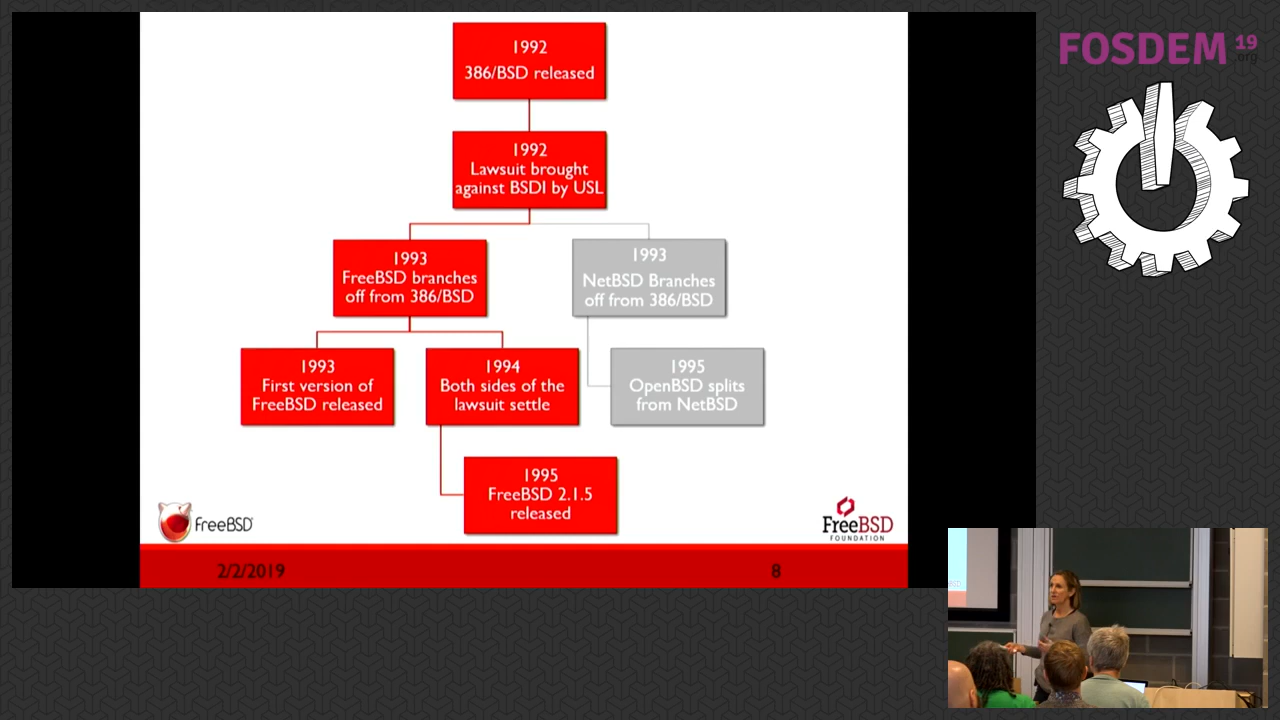 1992
386/BSD released
1992
Lawsuit brought
against BSDI by USL
1993
FreeBSD branches
off from 386/BSD
1993
NetBSD Branches
off from 386/BSD
1993
First version of
FreeBSD released
1994
Both sides of the
lawsuit settle
1995
OpenBSD splits
from NetBSD
1995
FreeBSD 2.1.5
released
FreeBSD
FreeBSD
FOUNDATION
2/2/2019
8
FOSDEM 19
.org